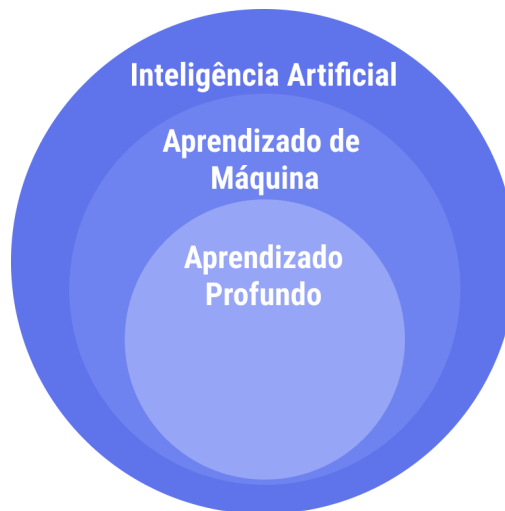 Inteligência Artificial
Aprendizado de
Máquina
Aprendizado
Profundo